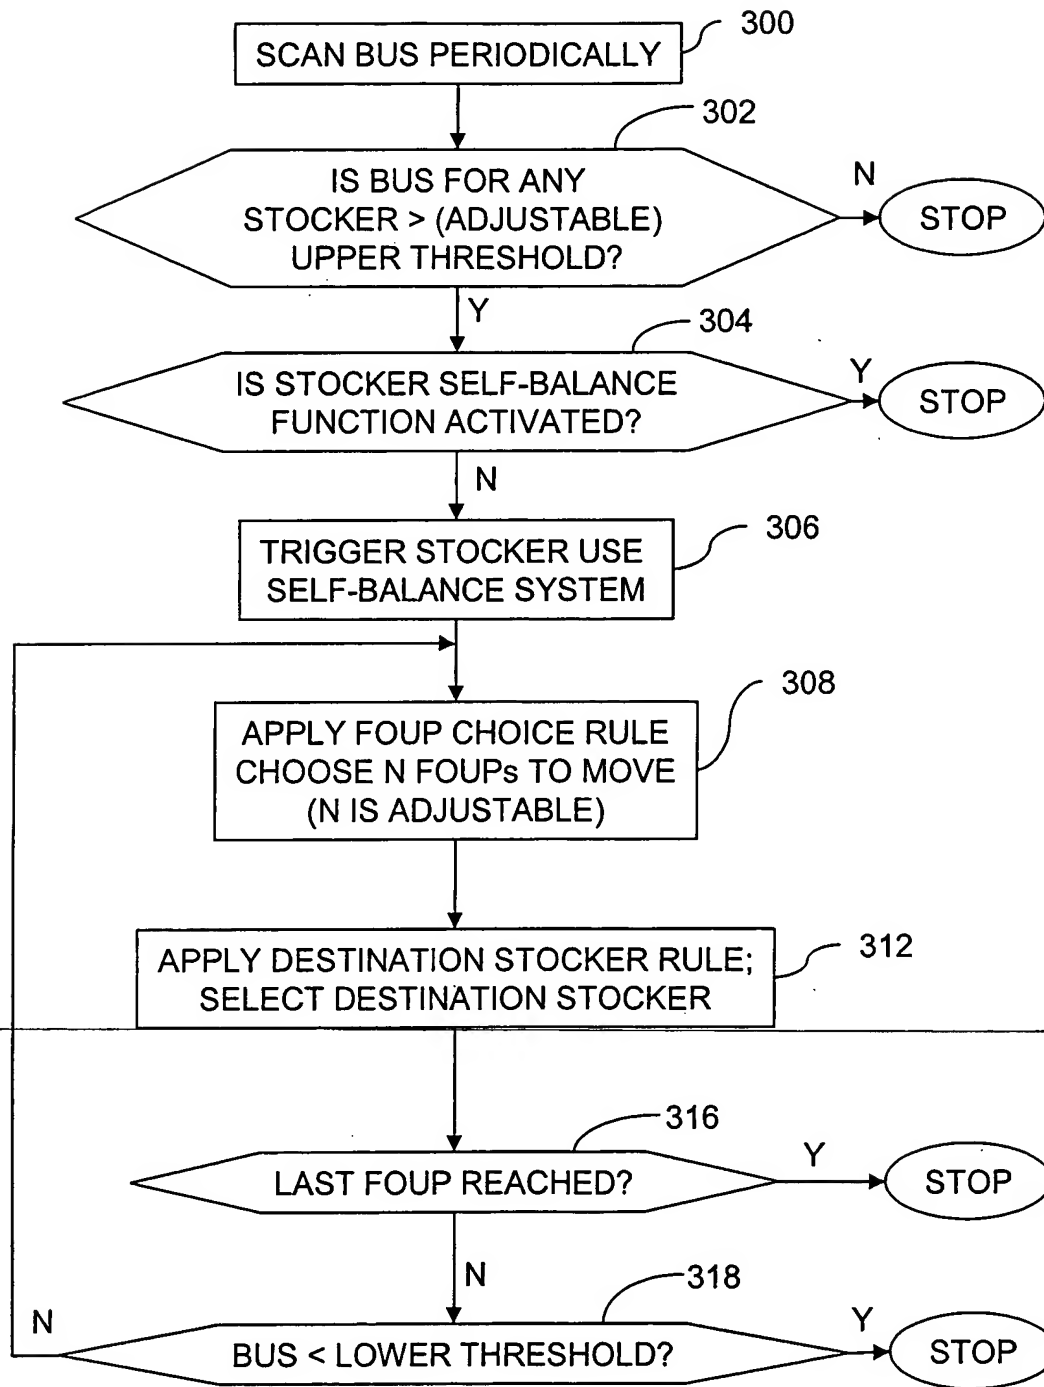 300
SCAN BUS PERIODICALLY
302
IS BUS FOR ANY
STOCKER > (ADJUSTABLE)
UPPER THRESHOLD?
N
STOP
Y
304
IS STOCKER SELF-BALANCE
FUNCTION ACTIVATED?
Y
STOP
N
306
TRIGGER STOCKER USE
SELF-BALANCE SYSTEM
308
APPLY FOUP CHOICE RULE
CHOOSE N FOUPs TO MOVE
(N IS ADJUSTABLE)
312
APPLY DESTINATION STOCKER RULE;
SELECT DESTINATION STOCKER
316
LAST FOUP REACHED?
Y
STOP
N
318
N
BUS < LOWER THRESHOLD?
Y
STOP